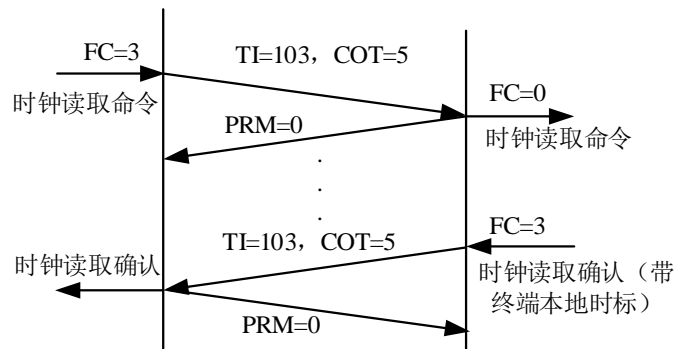 FC=3
TI=103，COT=5
时钟读取命令
FC=0
PRM=0
时钟读取命令
.
.
.
TI=103，COT=5
FC=3
时钟读取确认
时钟读取确认（带
终端本地时标）
PRM=0